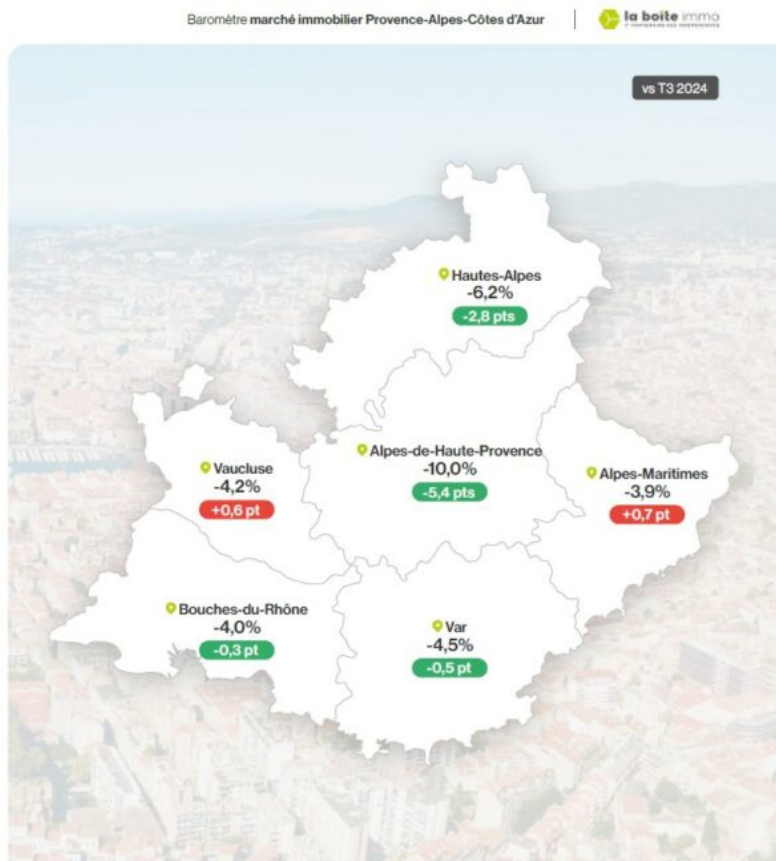 Baromètre marché immobilier Provence-Alpes-Côtes d'Azur
la boite immo
vs T3 2024
Hautes-Alpes
-6,2%
-2,8 pts
Alpes-de-Haute-Provence
-10,0%
-5,4 pts
Vaucluse
-4,2%
+0,6 pt
Alpes-Maritimes
-3,9%
+0,7 pt
Bouches-du-Rhône
-4,0%
-0,3 pt
Var
-4,5%
-0,5 pt